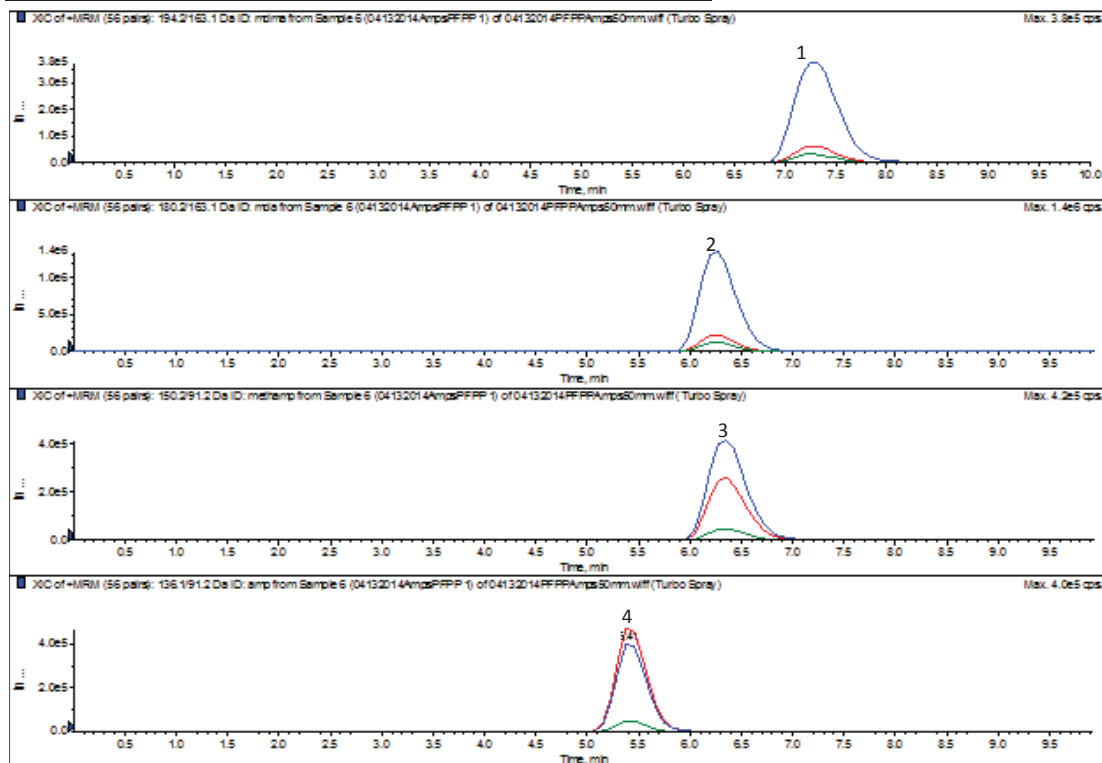 XIC of +MRM (56 pairs): 194.2/163.1 Da ID: mdma from Sample 6 (04132014AmpsPFPP 1) of 04132014PFPPAmps50mm.wiff (Turbo Spray) Max. 3.8e5 cps.
1
3.8e5
3.0e5
2.0e5
1.0e5
0.0
In ...
0.5 1.0 1.5 2.0 2.5 3.0 3.5 4.0 4.5 5.0 5.5 6.0 6.5 7.0 7.5 8.0 8.5 9.0 9.5 10.0
Time, min
XIC of +MRM (56 pairs): 180.2/163.1 Da ID: mda from Sample 6 (04132014AmpsPFPP 1) of 04132014PFPPAmps50mm.wiff (Turbo Spray) Max. 1.4e6 cps.
2
1.4e6
1.0e6
5.0e5
0.0
In ...
0.5 1.0 1.5 2.0 2.5 3.0 3.5 4.0 4.5 5.0 5.5 6.0 6.5 7.0 7.5 8.0 8.5 9.0 9.5
Time, min
XIC of +MRM (56 pairs): 150.2/91.2 Da ID: methamp from Sample 6 (04132014AmpsPFPP 1) of 04132014PFPPAmps50mm.wiff (Turbo Spray) Max. 4.2e5 cps.
3
4.0e5
2.0e5
0.0
In ...
0.5 1.0 1.5 2.0 2.5 3.0 3.5 4.0 4.5 5.0 5.5 6.0 6.5 7.0 7.5 8.0 8.5 9.0 9.5
Time, min
XIC of +MRM (56 pairs): 136.1/91.2 Da ID: amp from Sample 6 (04132014AmpsPFPP 1) of 04132014PFPPAmps50mm.wiff (Turbo Spray) Max. 4.0e5 cps.
4
4.0e5
2.0e5
0.0
In ...
0.5 1.0 1.5 2.0 2.5 3.0 3.5 4.0 4.5 5.0 5.5 6.0 6.5 7.0 7.5 8.0 8.5 9.0 9.5
Time, min